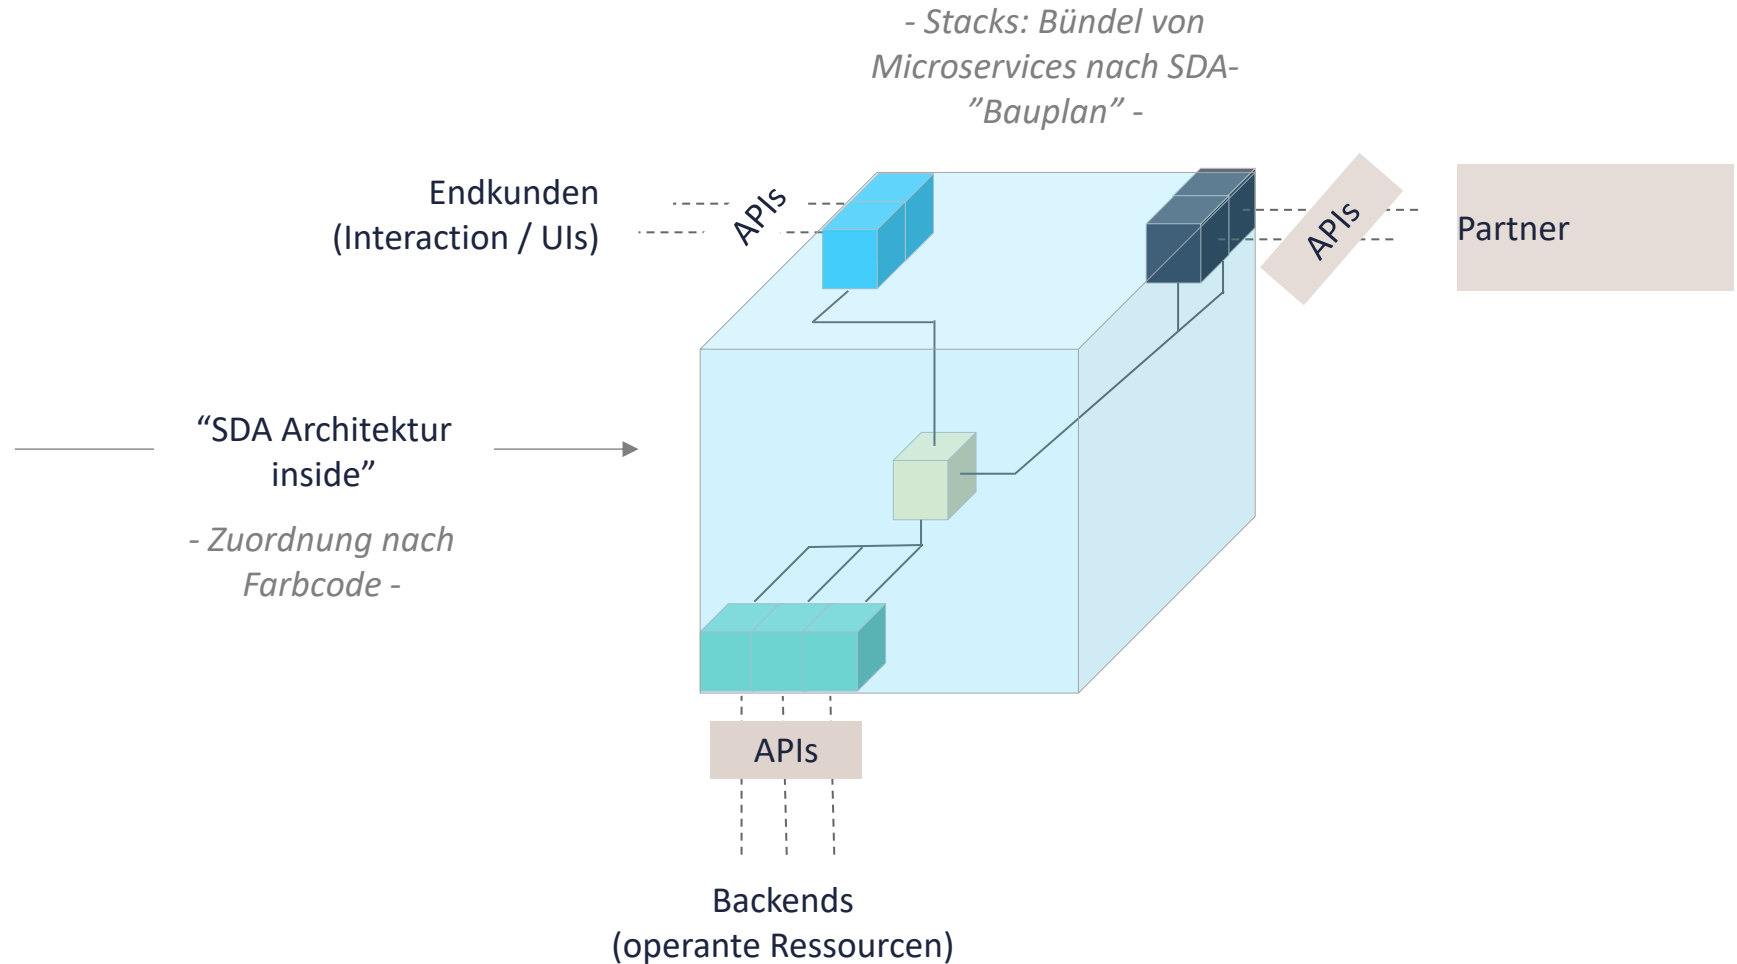 - Stacks: Bündel von
Microservices nach SDA-
”Bauplan” -
Endkunden
(Interaction / UIs)
APIs
APIs
Partner
“SDA Architektur
inside”
- Zuordnung nach
Farbcode -
APIs
Backends
(operante Ressourcen)